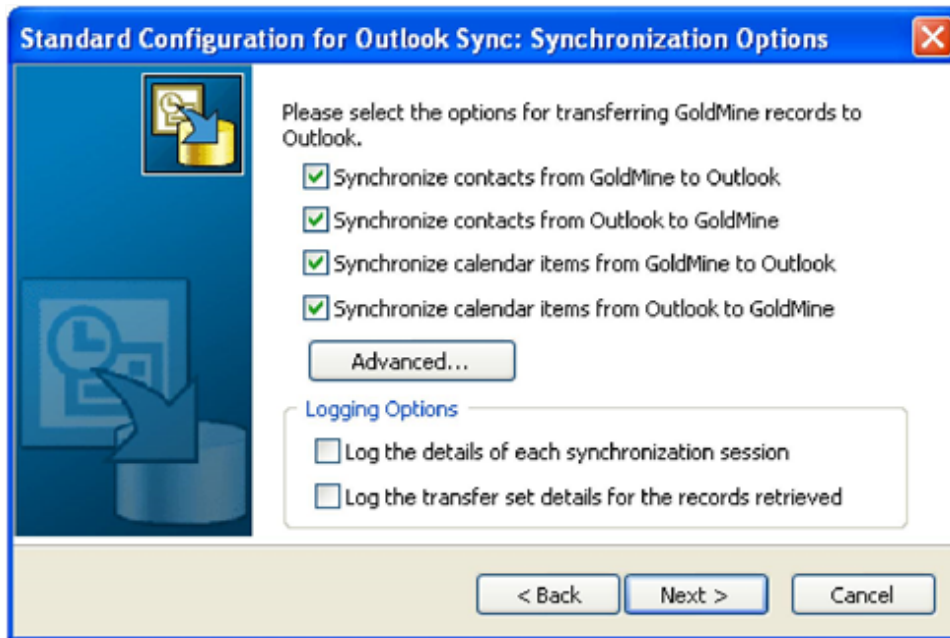 Standard Configuration for Outlook Sync: Synchronization Options
Please select the options for transferring GoldMine records to
Outlook.
Synchronize contacts from GoldMine to Outlook
Synchronize contacts from Outlook to GoldMine
Synchronize calendar items from GoldMine to Outlook
Synchronize calendar items from Outlook to GoldMine
Advanced...
Logging Options
Log the details of each synchronization session
Log the transfer set details for the records retrieved
< Back Next > Cancel